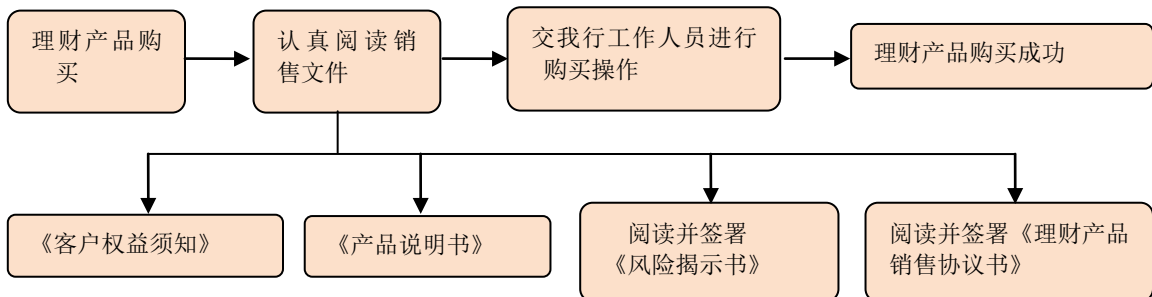 理财产品购
买
认真阅读销
售文件
交我行工作人员进行
购买操作
理财产品购买成功
《客户权益须知》
《产品说明书》
阅读并签署
《风险揭示书》
阅读并签署《理财产品
销售协议书》